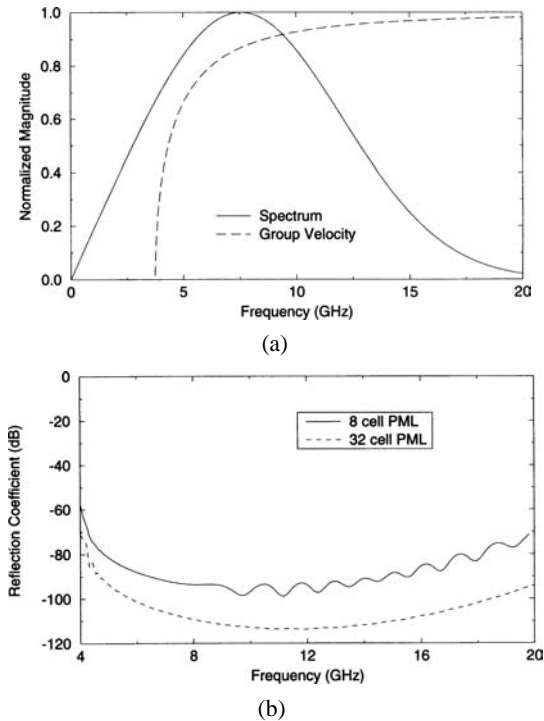 1.0
0.8
0.6
0.4
0.2
0.0
Normalized Magnitude
Spectrum
Group Velocity
0 5 10 15 20
Frequency (GHz)
(a)
0
-20
-40
-60
-80
-100
-120
Reflection Coefficient (dB)
8 cell PML
32 cell PML
4 8 12 16 20
Frequency (GHz)
(b)